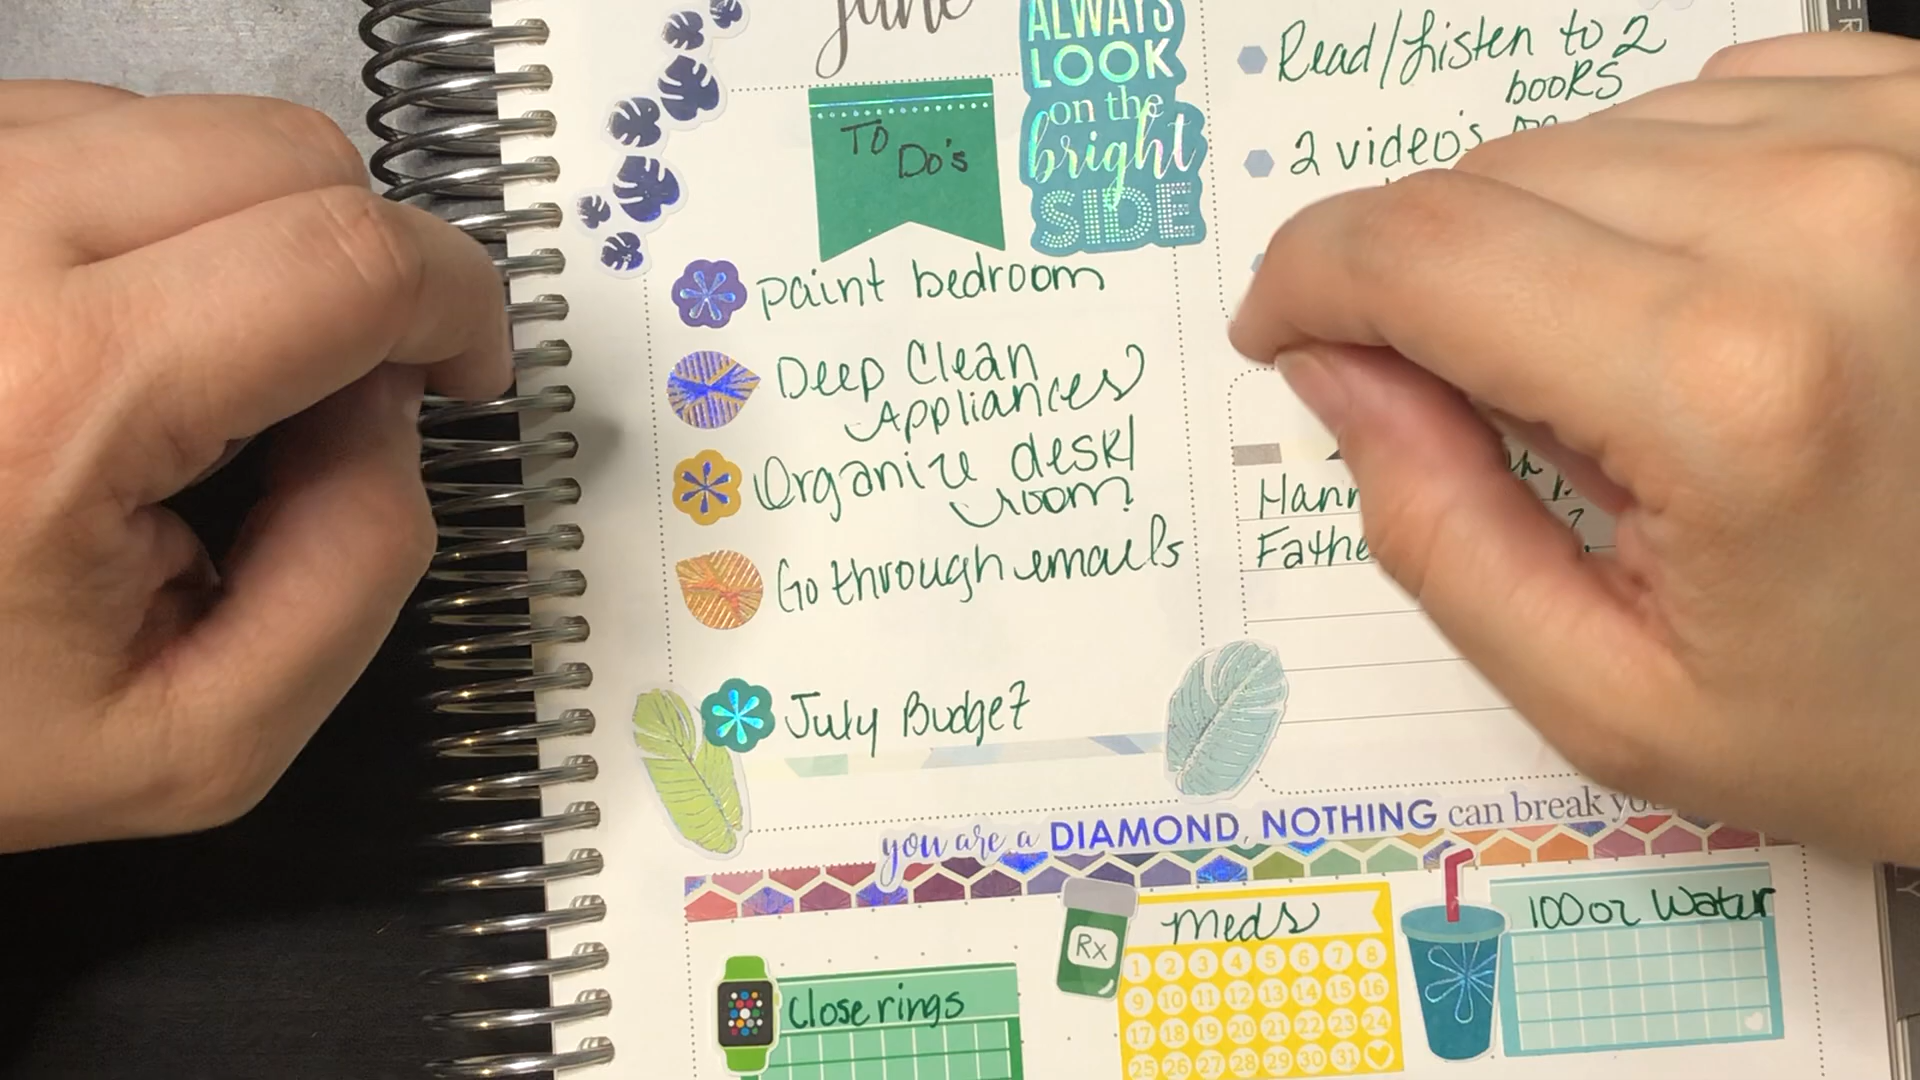 June
TO
Do's
ALWAYS
LOOK
on the
bright
SIDE
paint bedroom
Deep Clean
Appliances
Organize desk/
room?
Go through emails
July Budget
Read/Listen to 2
books
2 video's on
you are a DIAMOND, NOTHING can break
Close rings
Rx
Meds
1 2 3 4 5 6 7 8
9 10 11 12 13 14 15 16
17 18 19 20 21 22 23 24
25 26 27 28 29 30 31
100oz Water